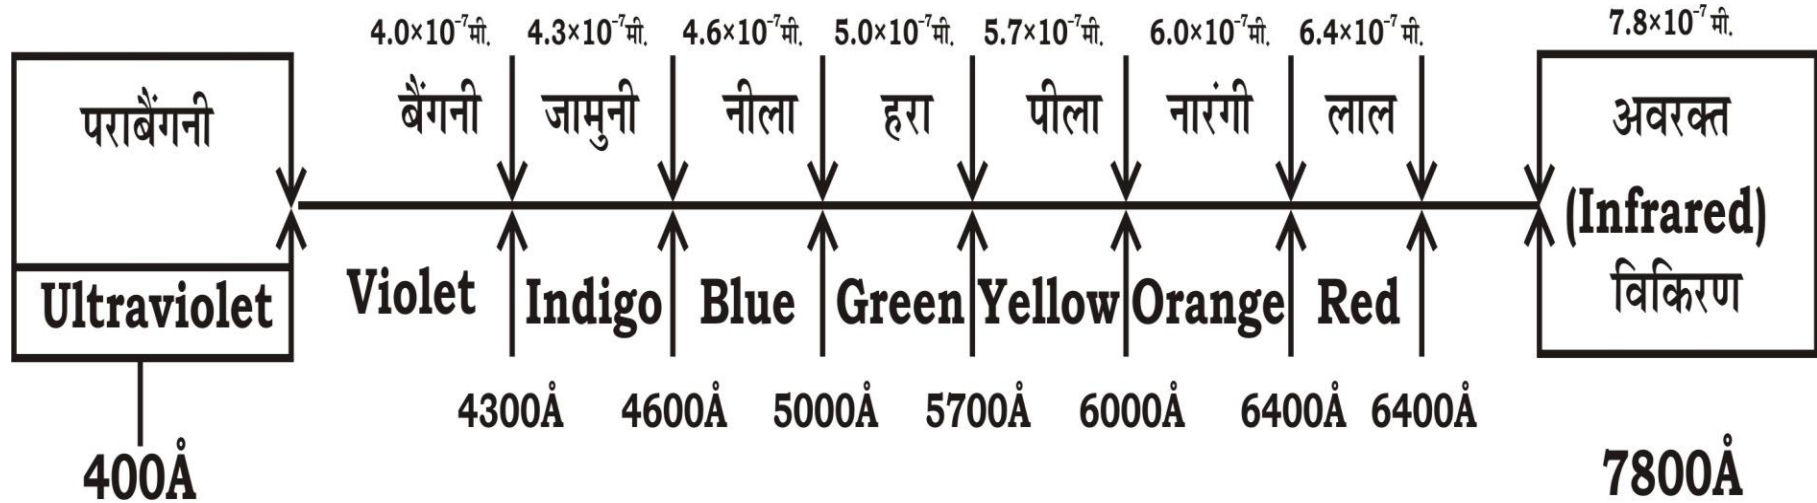 4.0×10⁻⁷मी. 4.3×10⁻⁷मी. 4.6×10⁻⁷मी. 5.0×10⁻⁷मी. 5.7×10⁻⁷मी. 6.0×10⁻⁷मी. 6.4×10⁻⁷मी. 7.8×10⁻⁷मी.
पराबैंगनी बैंगनी जामुनी नीला हरा पीला नारंगी लाल अवरक्त
(Infrared)
Ultraviolet Violet Indigo Blue Green Yellow Orange Red विकिरण
4300Å 4600Å 5000Å 5700Å 6000Å 6400Å 6400Å
400Å 7800Å